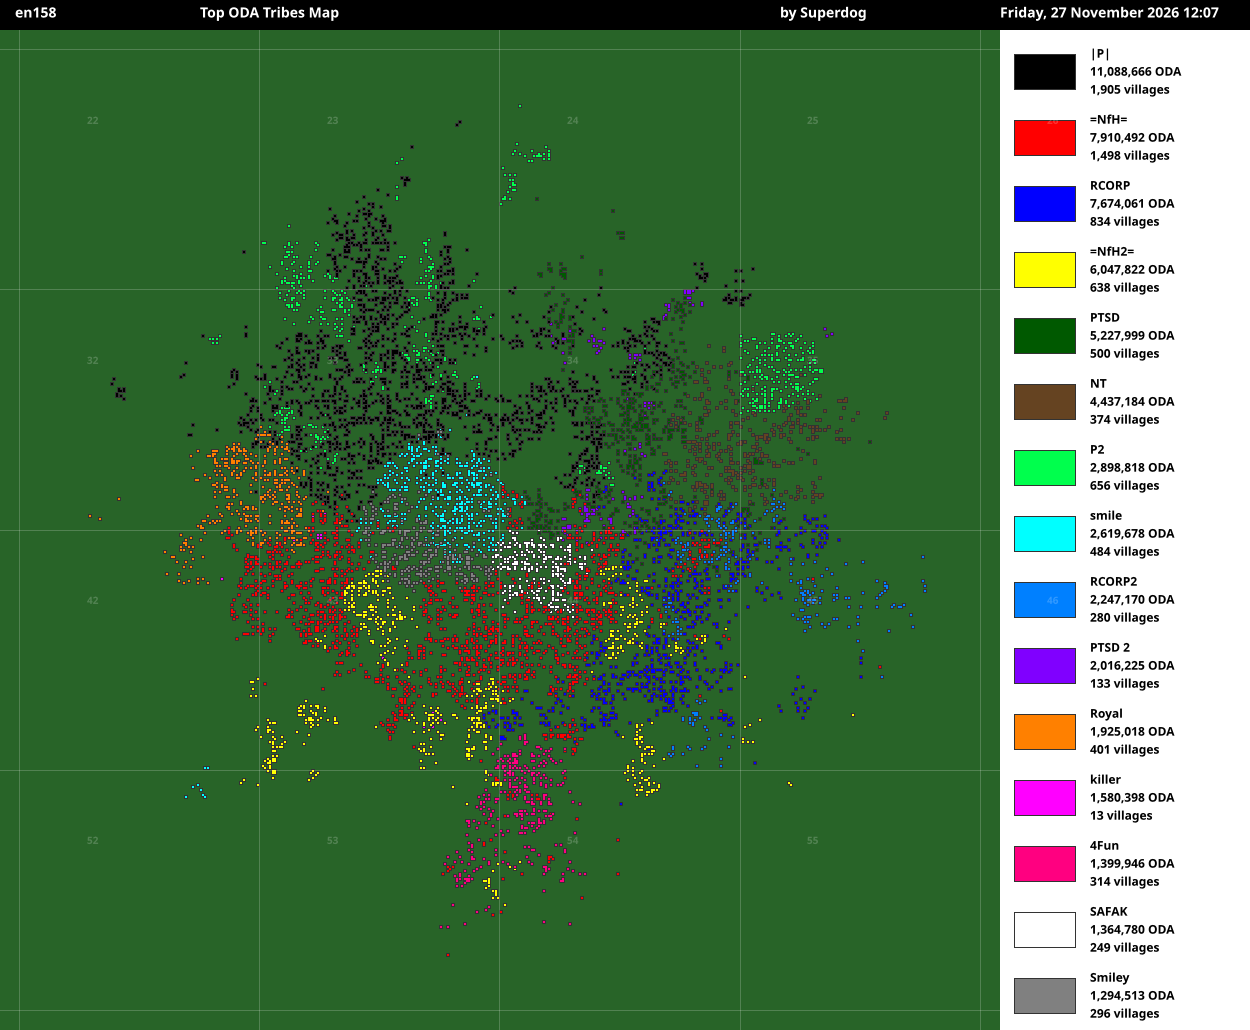 en158 Top ODA Tribes Map by Superdog Friday, 27 November 2026 12:07
|P|
11,088,666 ODA
1,905 villages
=NfH=
7,910,492 ODA
1,498 villages
RCORP
7,674,061 ODA
834 villages
=NfH2=
6,047,822 ODA
638 villages
PTSD
5,227,999 ODA
500 villages
NT
4,437,184 ODA
374 villages
P2
2,898,818 ODA
656 villages
smile
2,619,678 ODA
484 villages
RCORP2
2,247,170 ODA
280 villages
PTSD 2
2,016,225 ODA
133 villages
Royal
1,925,018 ODA
401 villages
killer
1,580,398 ODA
13 villages
4Fun
1,399,946 ODA
314 villages
SAFAK
1,364,780 ODA
249 villages
Smiley
1,294,513 ODA
296 villages
22 23 24 25
32 34
42 46
52 53 54 55